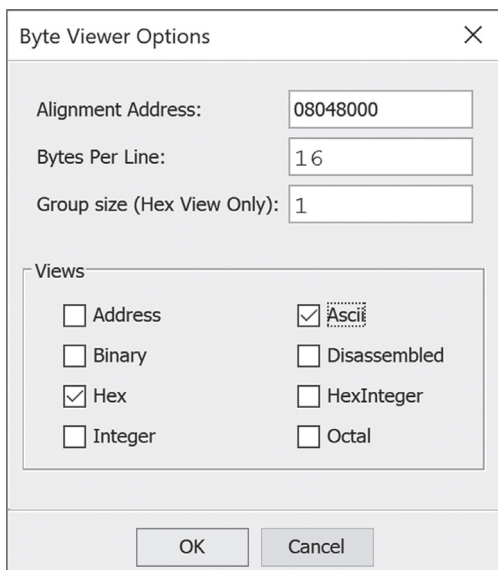 Byte Viewer Options
Alignment Address: 08048000
Bytes Per Line: 16
Group size (Hex View Only): 1
Views
Address Ascii
Binary Disassembled
Hex HexInteger
Integer Octal
OK Cancel